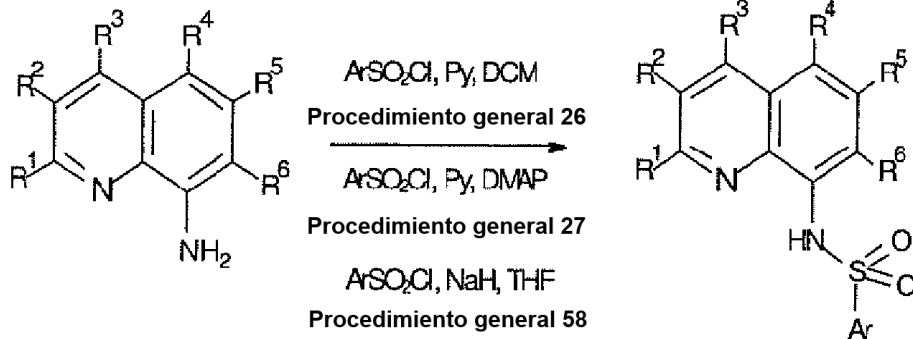 R³ R⁴
R² R⁵
R¹ N R⁶
NH₂
ArSO₂Cl, Py, DCM
Procedimiento general 26
ArSO₂Cl, Py, DMAP
Procedimiento general 27
ArSO₂Cl, NaH, THF
Procedimiento general 58
R³ R⁴
R² R⁵
R¹ N R⁶
HN O
S O
Ar